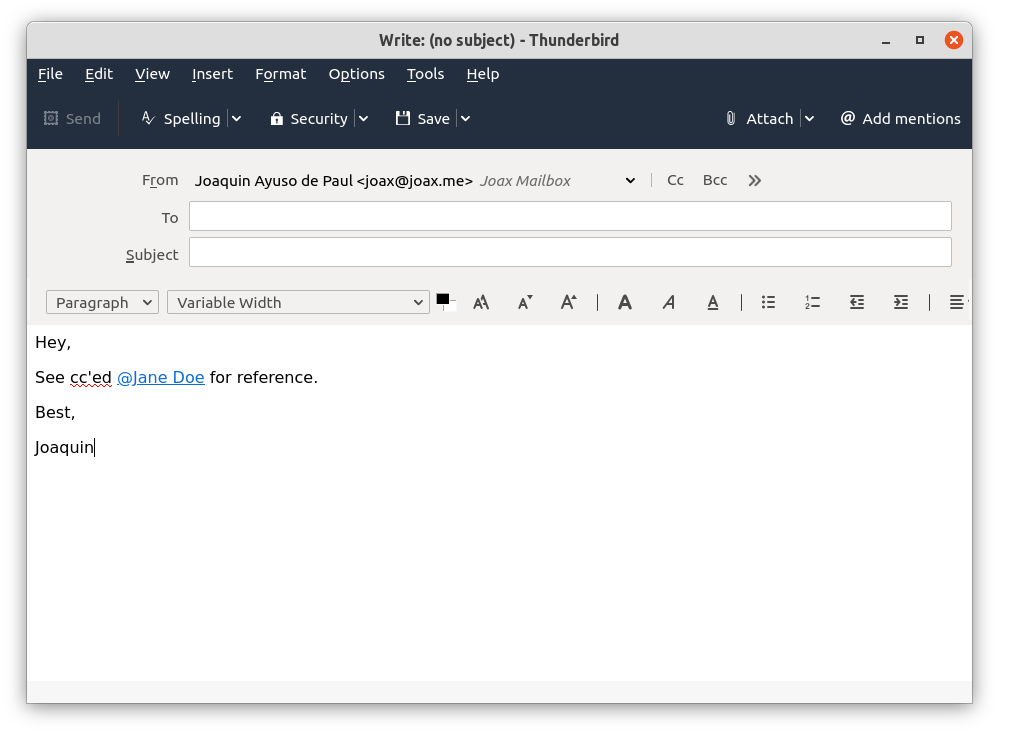 Write: (no subject) - Thunderbird
File Edit View Insert Format Options Tools Help
Send Spelling Security Save Attach @ Add mentions
From Joaquin Ayuso de Paul <joax@joax.me> Joax Mailbox Cc Bcc »
To
Subject
Paragraph Variable Width
Hey,
See cc'ed @Jane Doe for reference.
Best,
Joaquin